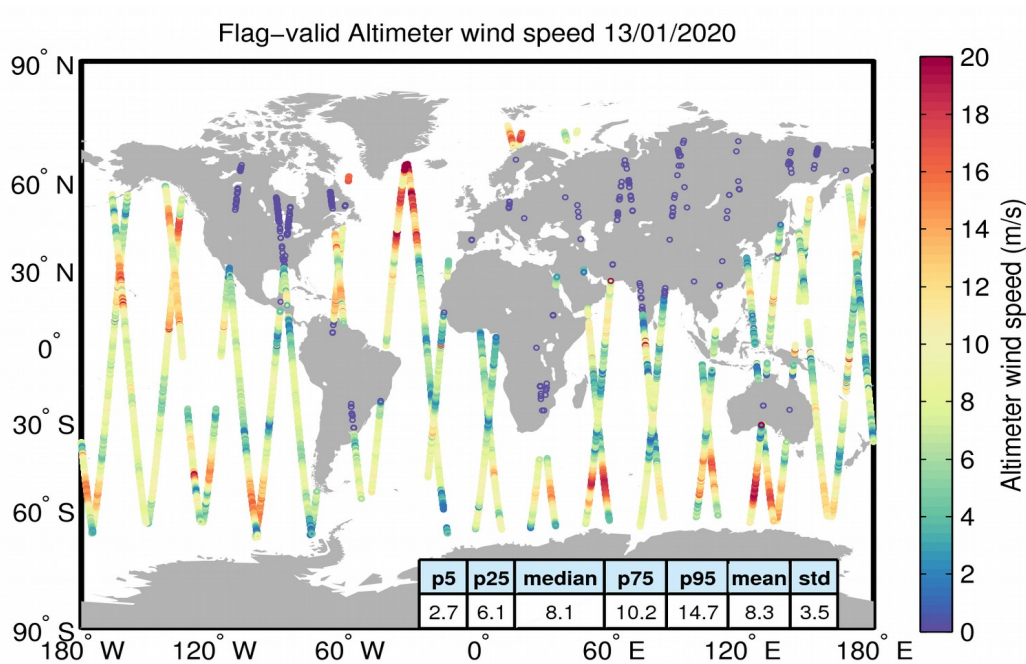 Flag−valid Altimeter wind speed 13/01/2020
90° N
60° N
30° N
0°
30° S
60° S
90° S
180° W
120° W
60° W
0°
60° E
120° E
180° E
p5 p25 median p75 p95 mean std
2.7 6.1 8.1 10.2 14.7 8.3 3.5
20
18
16
14
12
10
8
6
4
2
0
Altimeter wind speed (m/s)